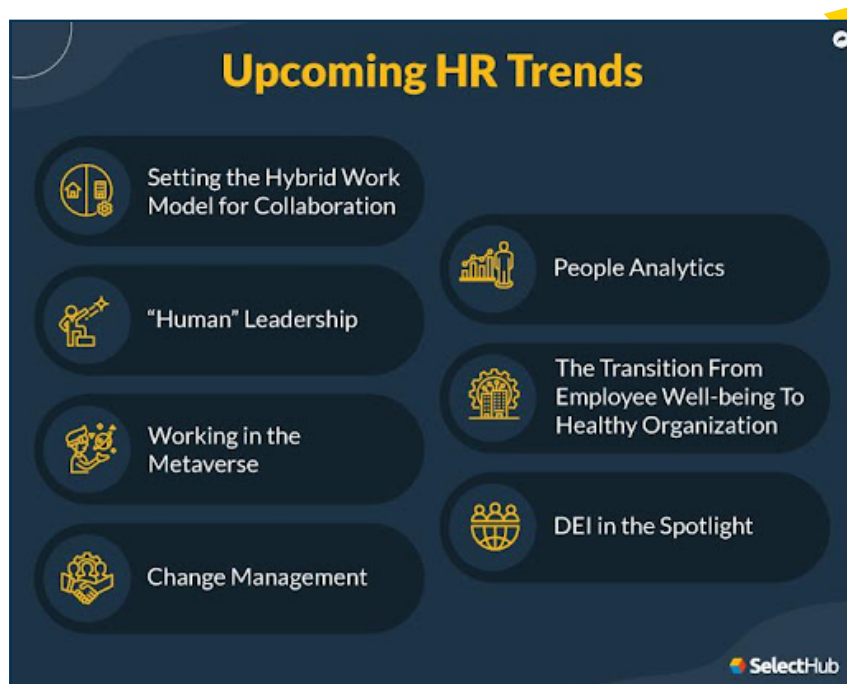 Upcoming HR Trends
Setting the Hybrid Work
Model for Collaboration
“Human” Leadership
Working in the
Metaverse
Change Management
People Analytics
The Transition From
Employee Well-being To
Healthy Organization
DEI in the Spotlight
SelectHub